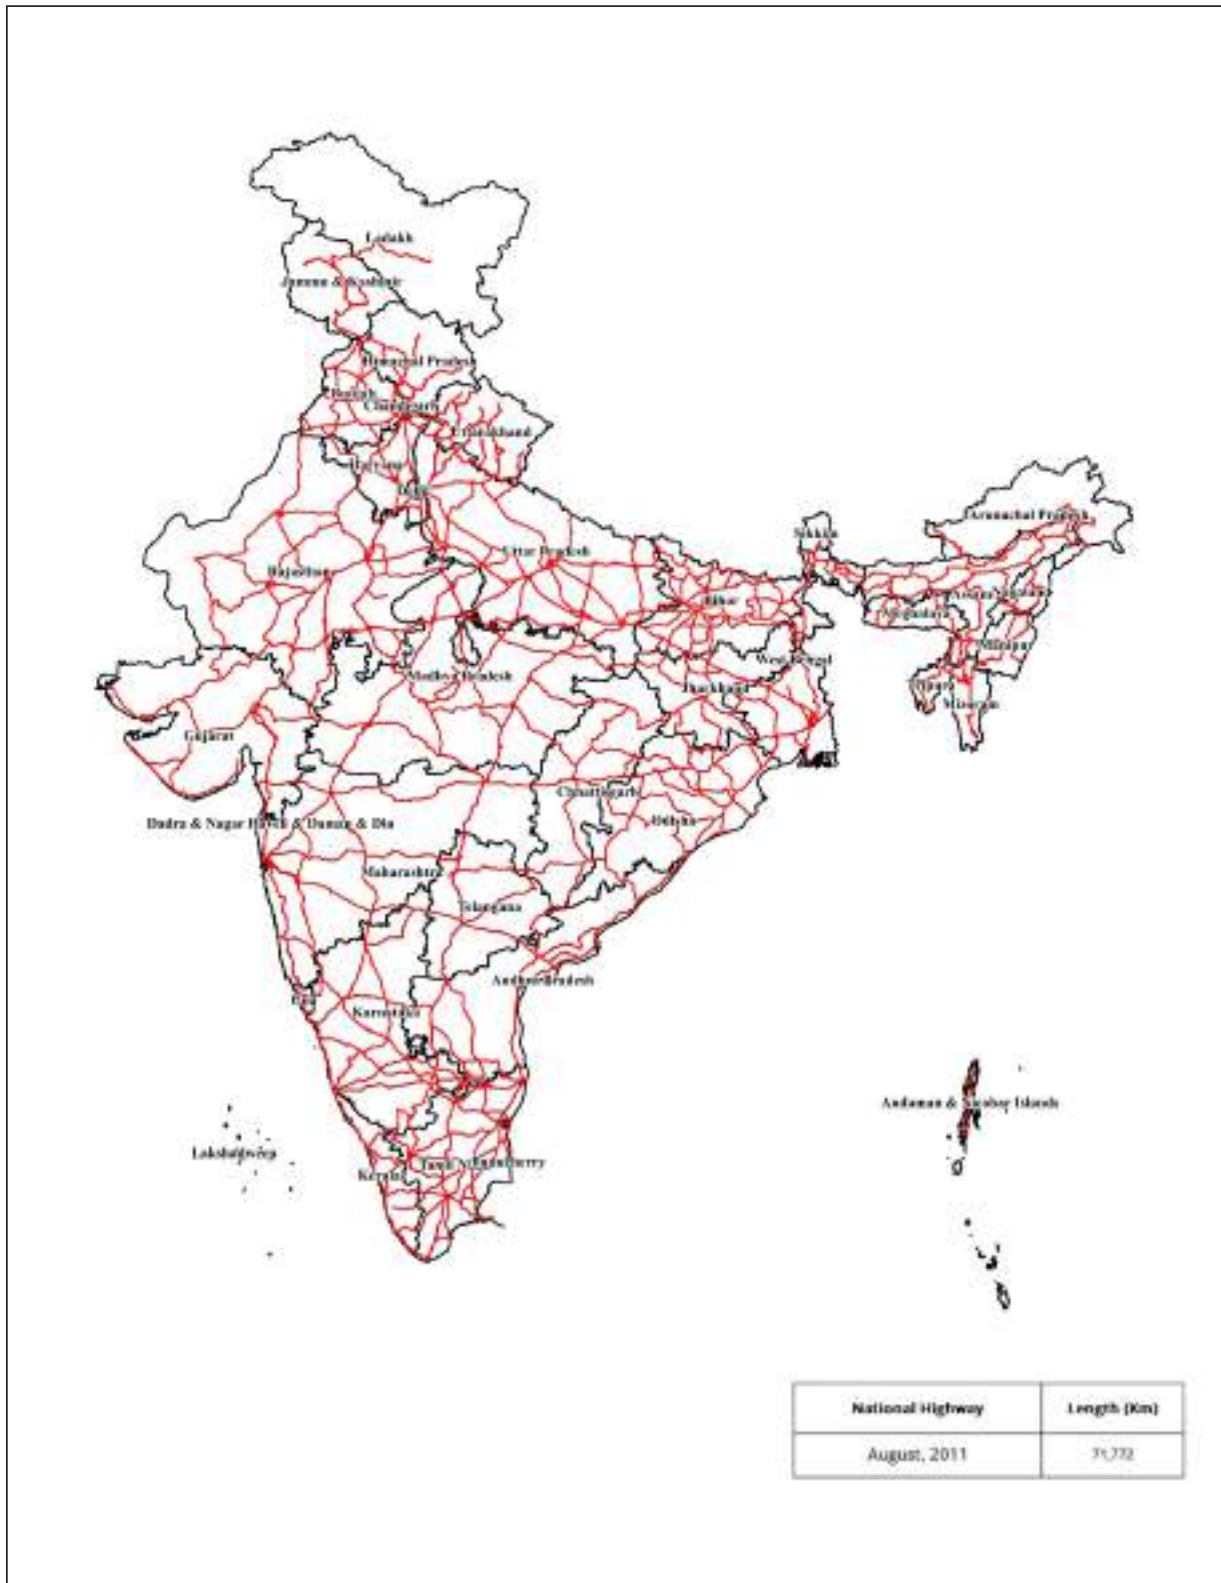 Ladakh
Jammu & Kashmir
Himachal Pradesh
Punjab
Chandigarh
Uttarakhand
Haryana
Delhi
Arunachal Pradesh
Sikkim
Uttar Pradesh
Rajasthan
Bihar
Assam
Nagaland
Meghalaya
Manipur
West Bengal
Madhya Pradesh
Jharkhand
Tripura
Mizoram
Gujarat
Chhattisgarh
Odisha
Dadra & Nagar Haveli & Daman & Diu
Maharashtra
Telangana
Andhra Pradesh
Goa
Karnataka
Andaman & Nicobar Islands
Lakshadweep
Tamil
Kerala
National Highway Length (Km)
August, 2011 71,772